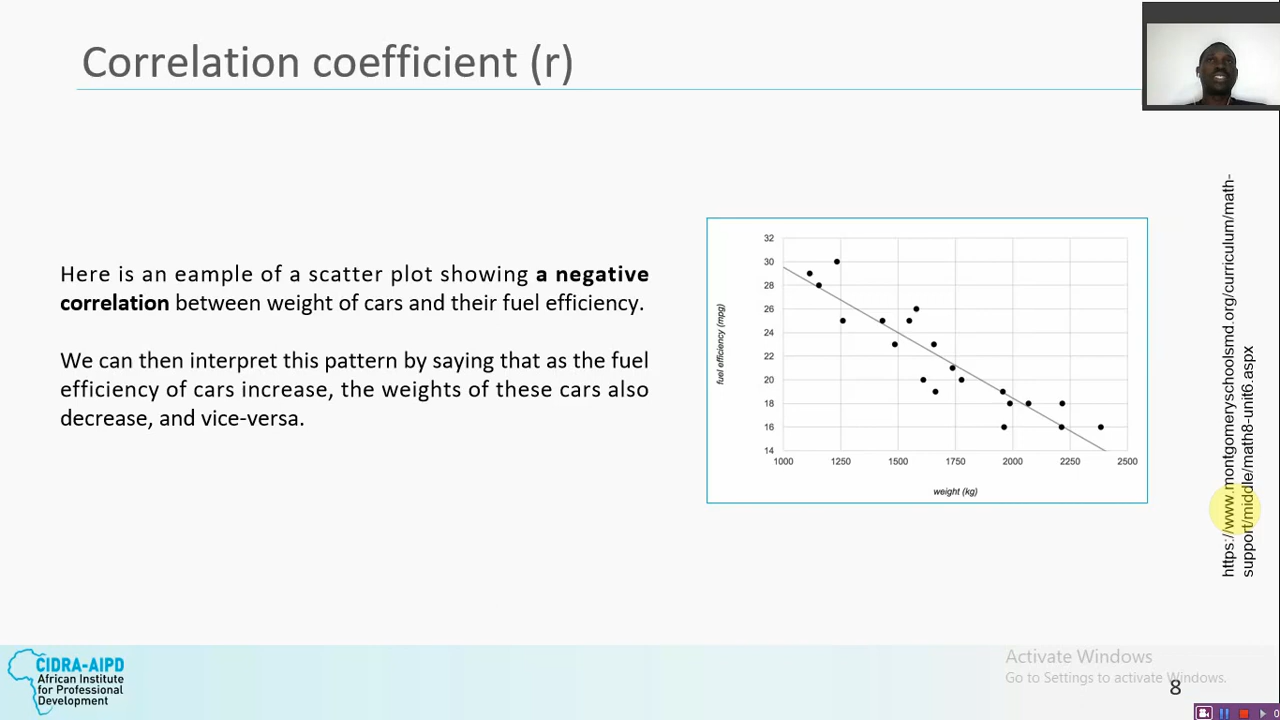 Correlation coefficient (r)
Here is an eample of a scatter plot showing a negative
correlation between weight of cars and their fuel efficiency.
We can then interpret this pattern by saying that as the fuel
efficiency of cars increase, the weights of these cars also
decrease, and vice-versa.
fuel efficiency (mpg)
32
30
28
26
24
22
20
18
16
14
1000 1250 1500 1750 2000 2250 2500
weight (kg)
https://www.montgomeryschoolsmd.org/curriculum/math-
support/middle/math8-unit6.aspx
CIDRA-AIPD
African Institute
for Professional
Development
Activate Windows
Go to Settings to activate Windows.
8
0